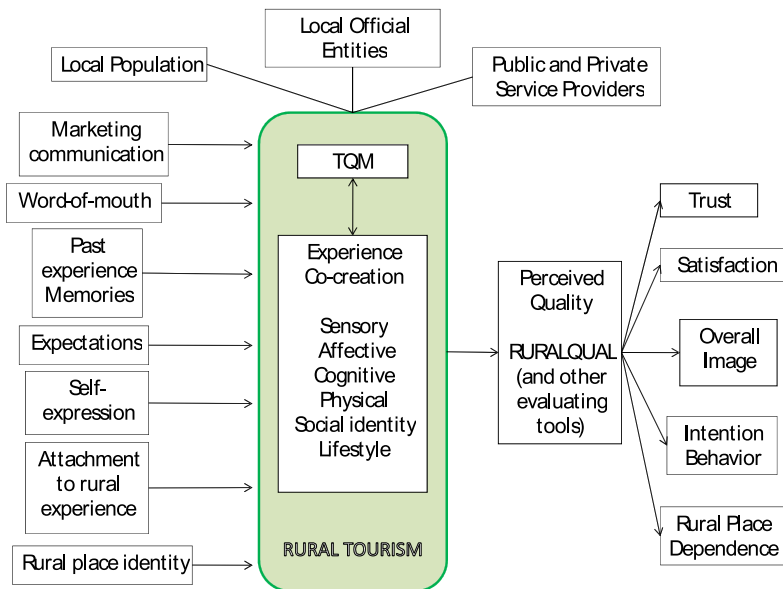 Local Official
Entities
Local Population
Public and Private
Service Providers
Marketing
communication
Word-of-mouth
Past
experience
Memories
Expectations
Self-
expression
Attachment
to rural
experience
Rural place identity
TQM
Experience
Co-creation
Sensory
Affective
Cognitive
Physical
Social identity
Lifestyle
RURAL TOURISM
Perceived
Quality
RURALQUAL
(and other
evaluating
tools)
Trust
Satisfaction
Overall
Image
Intention
Behavior
Rural Place
Dependence